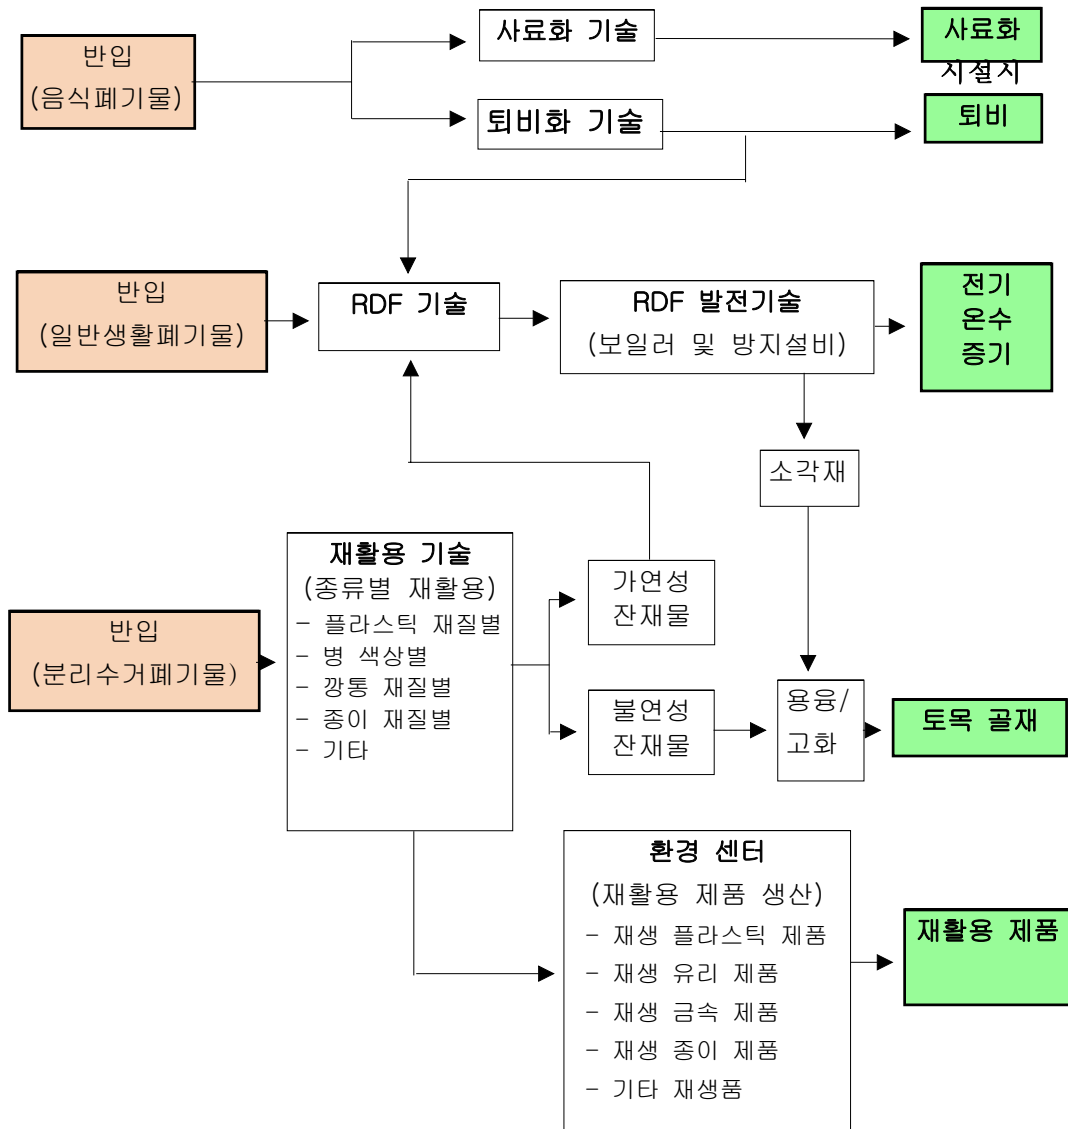 반입
(음식폐기물)
사료화 기술
사료화
퇴비화 기술
퇴비
반입
(일반생활폐기물)
RDF 기술
RDF 발전기술
(보일러 및 방지설비)
전기
온수
증기
소각재
재활용 기술
(종류별 재활용)
- 플라스틱 재질별
- 병 색상별
- 깡통 재질별
- 종이 재질별
- 기타
반입
(분리수거폐기물)
가연성
잔재물
불연성
잔재물
용융/
고화
토목 골재
환경 센터
(재활용 제품 생산)
- 재생 플라스틱 제품
- 재생 유리 제품
- 재생 금속 제품
- 재생 종이 제품
- 기타 재생품
재활용 제품